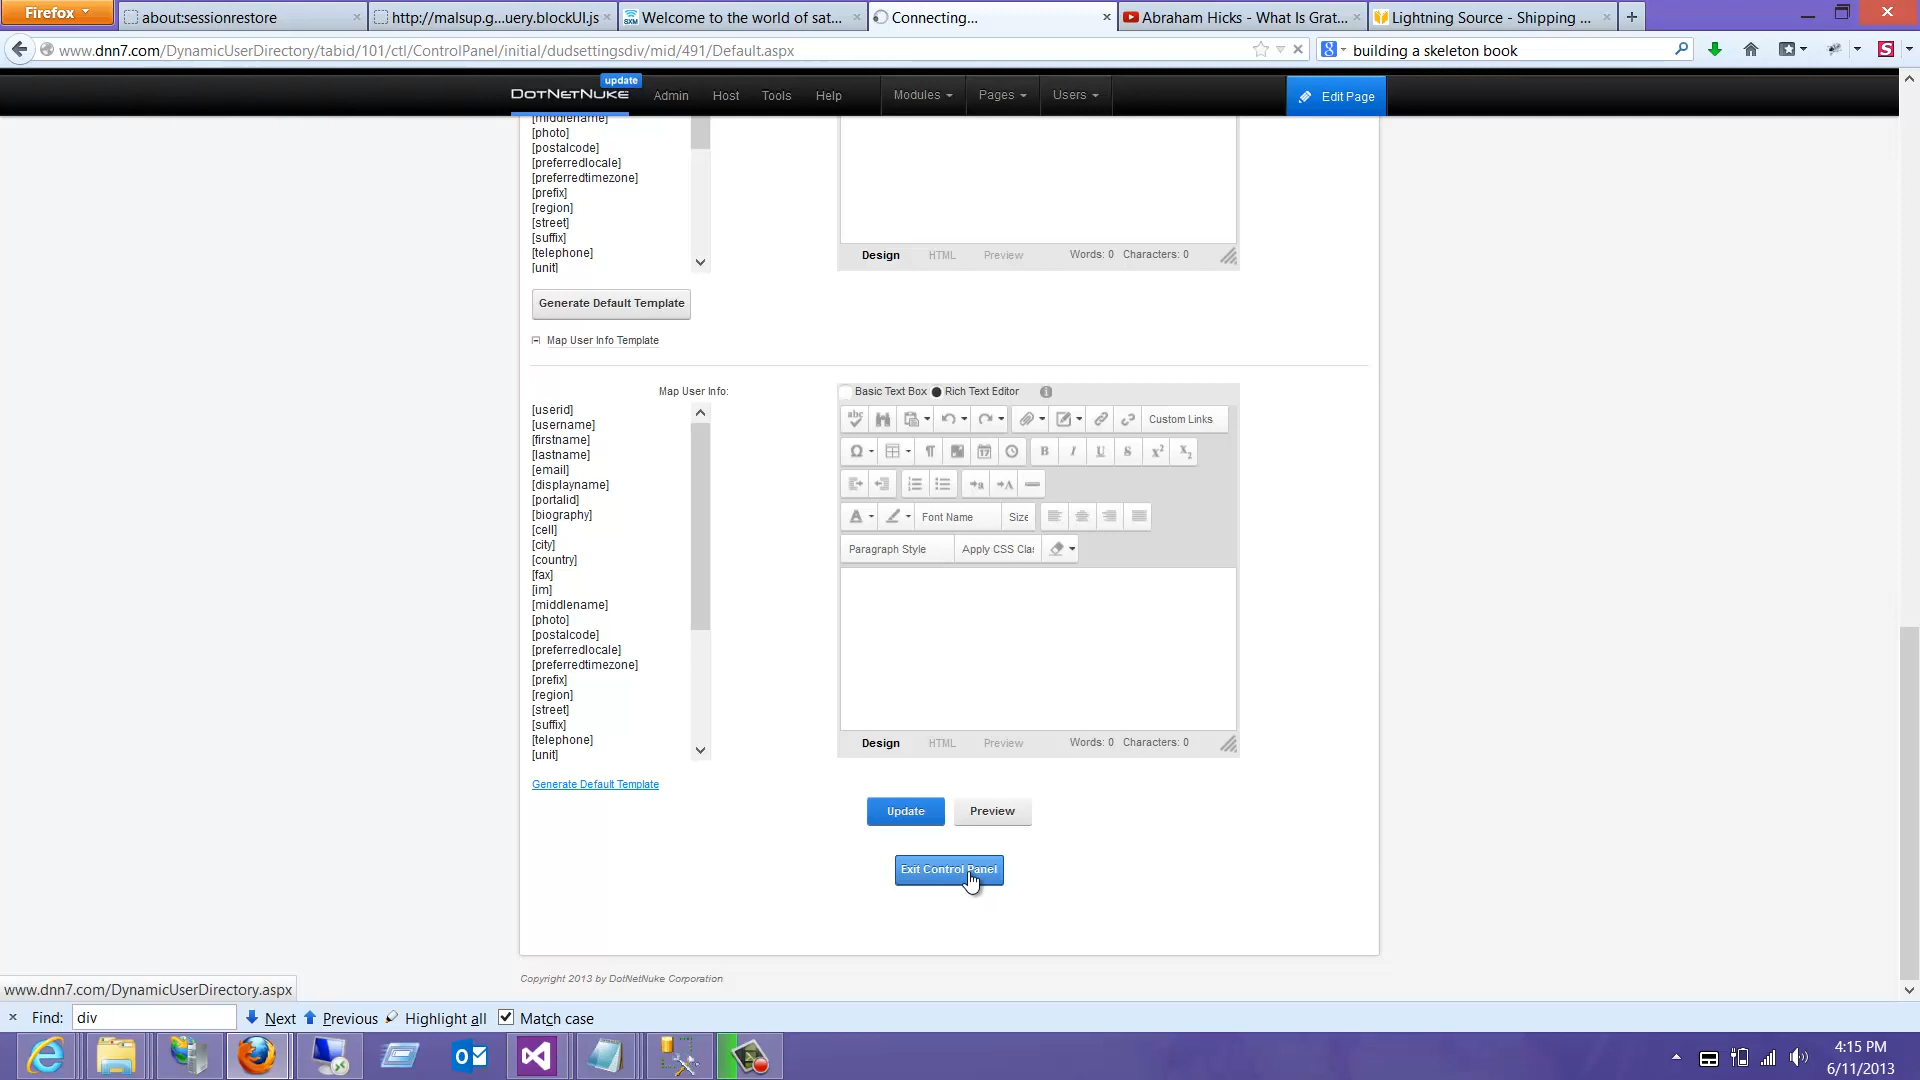 Firefox
about:sessionrestore
http://malsup.g...uery.blockUI.js
Welcome to the world of sat...
Connecting...
Abraham Hicks - What Is Grat...
Lightning Source - Shipping ...
www.dnn7.com/DynamicUserDirectory/tabid/101/ctl/ControlPanel/initial/dudsettingsdiv/mid/491/Default.aspx
building a skeleton book
update
DOTNETNUKE
Admin
Host
Tools
Help
Modules
Pages
Users
Edit Page
[middlename]
[photo]
[postalcode]
[preferredlocale]
[preferredtimezone]
[prefix]
[region]
[street]
[suffix]
[telephone]
[unit]
Design
HTML
Preview
Words: 0
Characters: 0
Generate Default Template
Map User Info Template
Map User Info:
Basic Text Box
Rich Text Editor
Custom Links
[userid]
[username]
[firstname]
[lastname]
[email]
[displayname]
[portalid]
[biography]
[cell]
[city]
[country]
[fax]
[im]
[middlename]
[photo]
[postalcode]
[preferredlocale]
[preferredtimezone]
[prefix]
[region]
[street]
[suffix]
[telephone]
[unit]
Font Name
Size
Paragraph Style
Apply CSS Clas
Design
HTML
Preview
Words: 0
Characters: 0
Generate Default Template
Update
Preview
Exit Control Panel
Copyright 2013 by DotNetNuke Corporation
www.dnn7.com/DynamicUserDirectory.aspx
Find:
div
Next
Previous
Highlight all
Match case
4:15 PM
6/11/2013